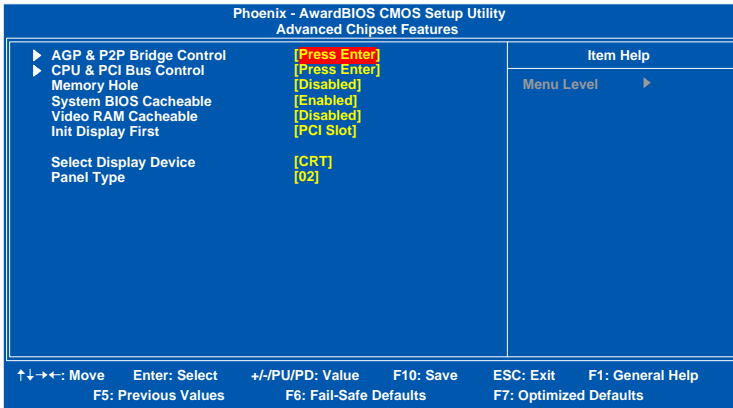 Phoenix - AwardBIOS CMOS Setup Utility
Advanced Chipset Features
AGP & P2P Bridge Control [Press Enter]
CPU & PCI Bus Control [Press Enter]
Memory Hole [Disabled]
System BIOS Cacheable [Enabled]
Video RAM Cacheable [Disabled]
Init Display First [PCI Slot]
Select Display Device [CRT]
Panel Type [02]
Item Help
Menu Level
↑↓→←: Move Enter: Select +/-/PU/PD: Value F10: Save ESC: Exit F1: General Help
F5: Previous Values F6: Fail-Safe Defaults F7: Optimized Defaults